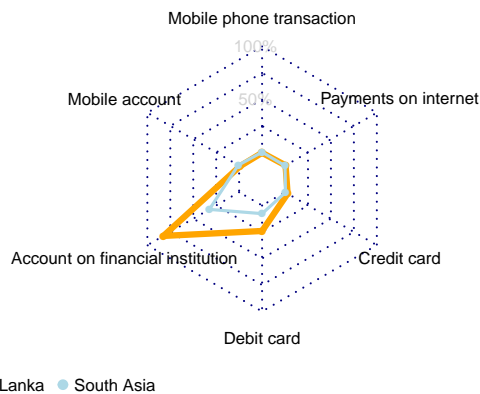 Mobile phone transaction
100%
Mobile account
50%
Payments on internet
Account on financial institution
Credit card
Debit card
Lanka South Asia